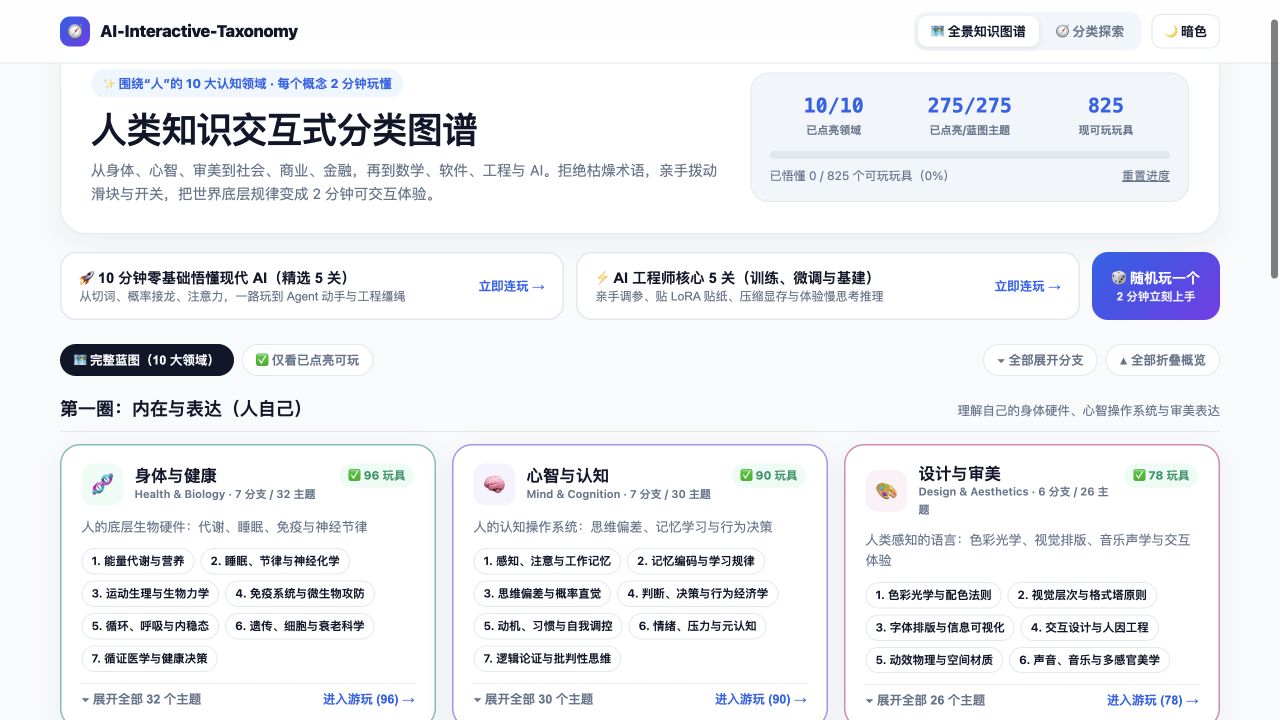 AI-Interactive-Taxonomy
🗺️ 全景知识图谱
🧭 分类探索
🌙 暗色
✨ 围绕“人”的 10 大认知领域 · 每个概念 2 分钟玩懂
人类知识交互式分类图谱
从身体、心智、审美到社会、商业、金融，再到数学、软件、工程与 AI。拒绝枯燥术语，亲手拨动
滑块与开关，把世界底层规律变成 2 分钟可交互体验。
10/10
已点亮领域
275/275
已点亮/蓝图主题
825
现可玩玩具
已悟懂 0 / 825 个可玩玩具（0%）
重置进度
🚀 10 分钟零基础悟懂现代 AI（精选 5 关）
从切词、概率接龙、注意力，一路玩到 Agent 动手与工程缰绳
立即连玩 →
⚡ AI 工程师核心 5 关（训练、微调与基建）
亲手调参、贴 LoRA 贴纸、压缩显存与体验慢思考推理
立即连玩 →
🎲 随机玩一个
2 分钟立刻上手
🗺️ 完整蓝图（10 大领域）
✅ 仅看已点亮可玩
▾ 全部展开分支
▴ 全部折叠概览
第一圈：内在与表达（人自己）
理解自己的身体硬件、心智操作系统与审美表达
身体与健康
Health & Biology · 7 分支 / 32 主题
✅ 96 玩具
人的底层生物硬件：代谢、睡眠、免疫与神经节律
1. 能量代谢与营养
2. 睡眠、节律与神经化学
3. 运动生理与生物力学
4. 免疫系统与微生物攻防
5. 循环、呼吸与内稳态
6. 遗传、细胞与衰老科学
7. 循证医学与健康决策
▾ 展开全部 32 个主题
进入游玩 (96) →
心智与认知
Mind & Cognition · 7 分支 / 30 主题
✅ 90 玩具
人的认知操作系统：思维偏差、记忆学习与行为决策
1. 感知、注意与工作记忆
2. 记忆编码与学习规律
3. 思维偏差与概率直觉
4. 判断、决策与行为经济学
5. 动机、习惯与自我调控
6. 情绪、压力与元认知
7. 逻辑论证与批判性思维
▾ 展开全部 30 个主题
进入游玩 (90) →
设计与审美
Design & Aesthetics · 6 分支 / 26 主
题
✅ 78 玩具
人类感知的语言：色彩光学、视觉排版、音乐声学与交互
体验
1. 色彩光学与配色法则
2. 视觉层次与格式塔原则
3. 字体排版与信息可视化
4. 交互设计与人因工程
5. 动效物理与空间材质
6. 声音、音乐与多感官美学
▾ 展开全部 26 个主题
进入游玩 (78) →